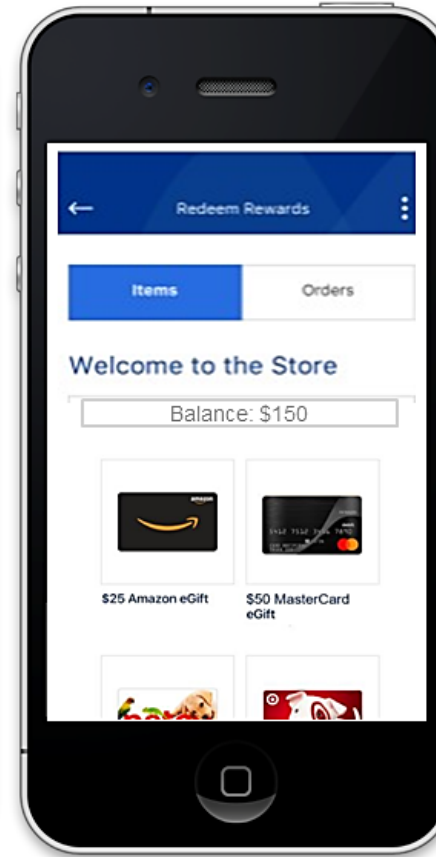 Redeem Rewards
Items
Orders
Welcome to the Store
Balance: $150
amazon
$25 Amazon eGift
$50 MasterCard
eGift